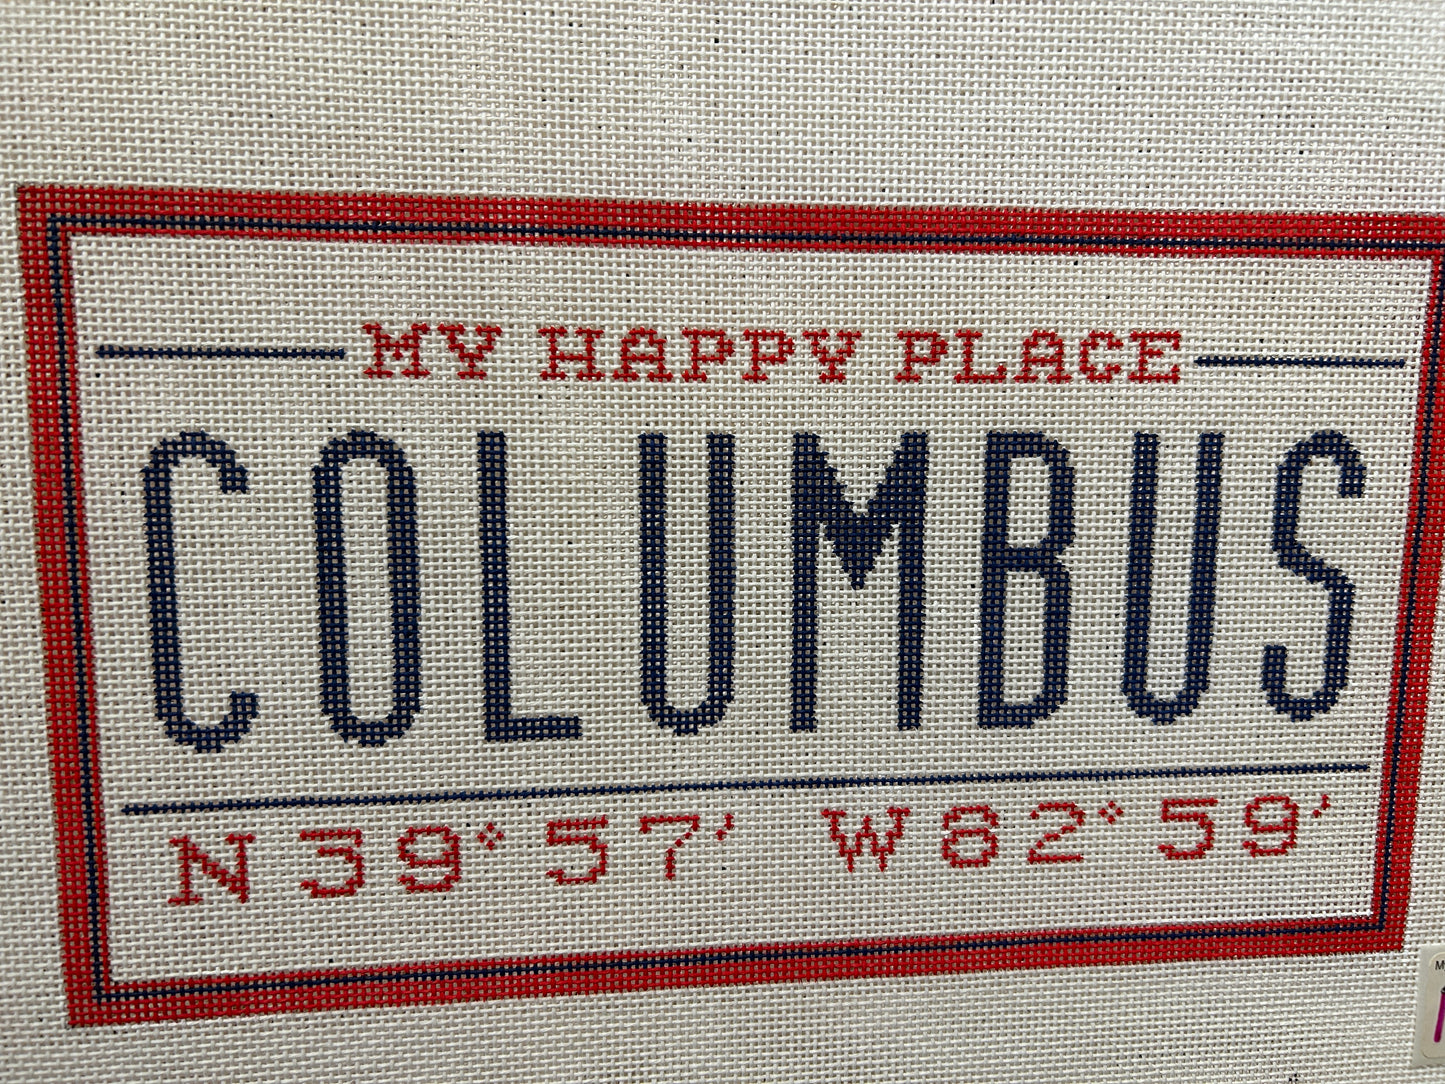 MY HAPPY PLACE
COLUMBUS
N 39° 57' W 82° 59'